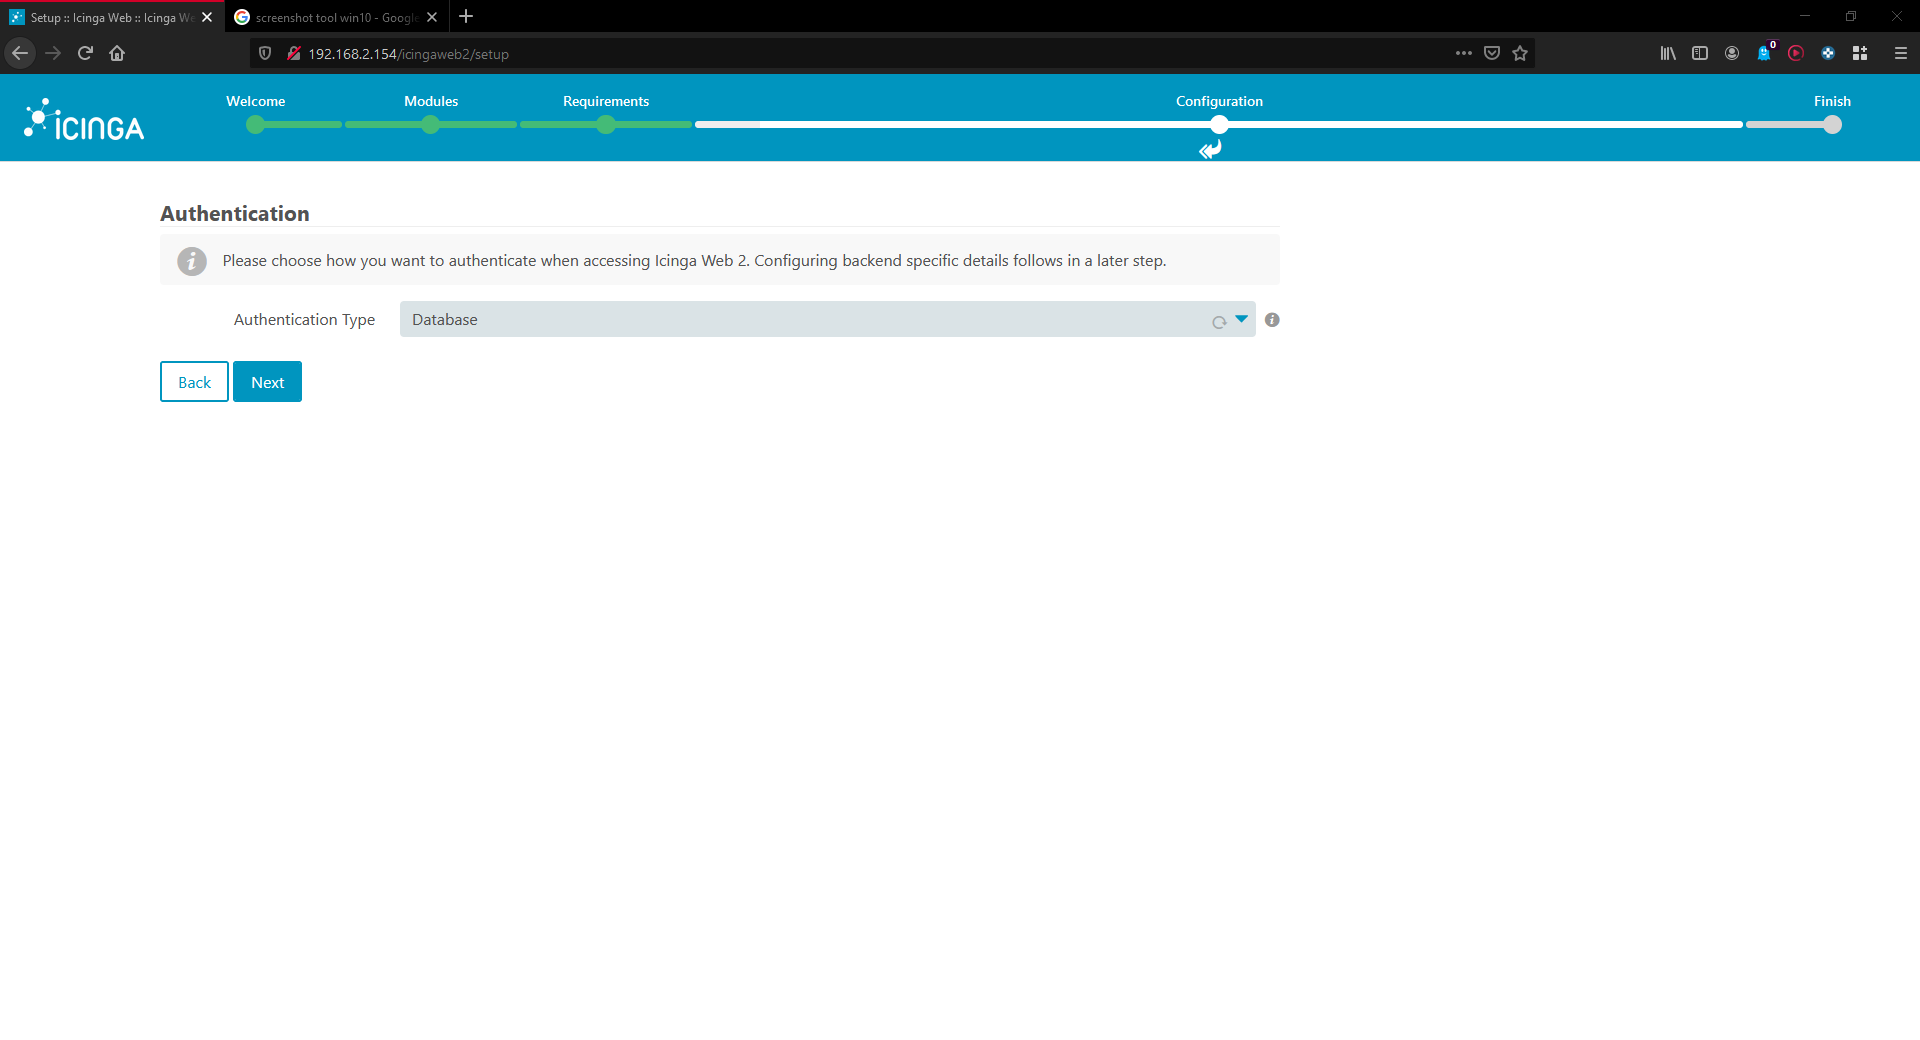 Setup :: Icinga Web :: Icinga We
screenshot tool win10 - Google
192.168.2.154/icingaweb2/setup
0
ICINGA
Welcome
Modules
Requirements
Configuration
Finish
Authentication
Please choose how you want to authenticate when accessing Icinga Web 2. Configuring backend specific details follows in a later step.
Authentication Type
Database
Back
Next